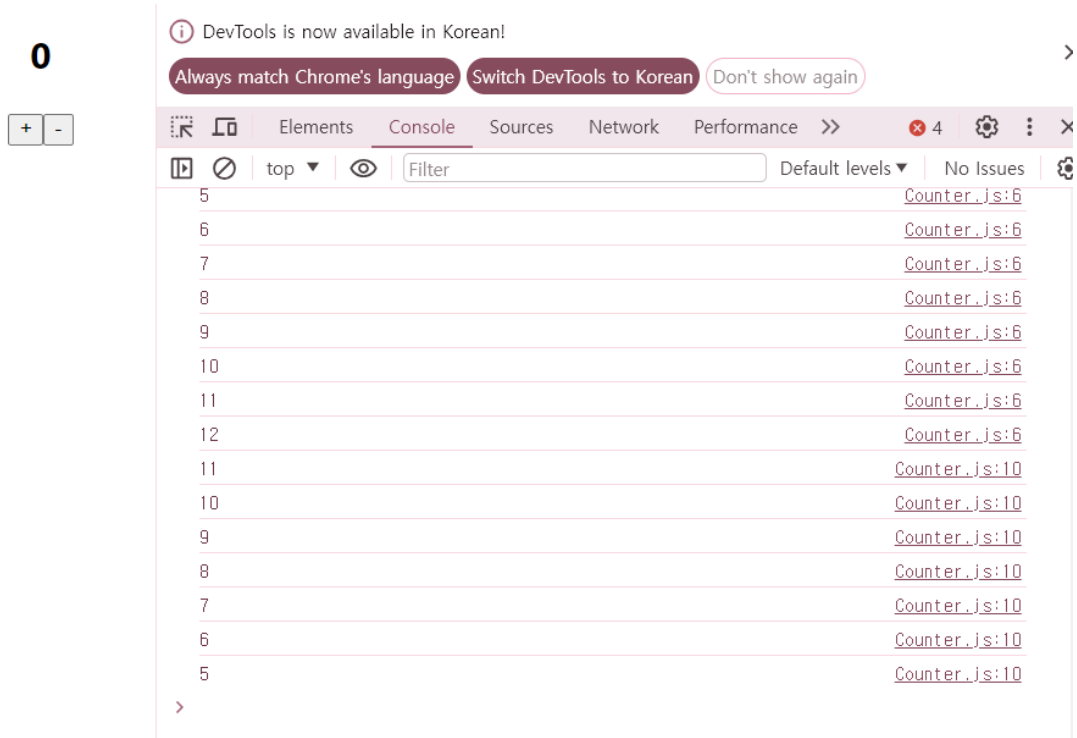 0
+ -
DevTools is now available in Korean!
Always match Chrome's language Switch DevTools to Korean Don't show again
Elements Console Sources Network Performance 4
top Filter Default levels No Issues
5 Counter.js:6
6 Counter.js:6
7 Counter.js:6
8 Counter.js:6
9 Counter.js:6
10 Counter.js:6
11 Counter.js:6
12 Counter.js:6
11 Counter.js:10
10 Counter.js:10
9 Counter.js:10
8 Counter.js:10
7 Counter.js:10
6 Counter.js:10
5 Counter.js:10